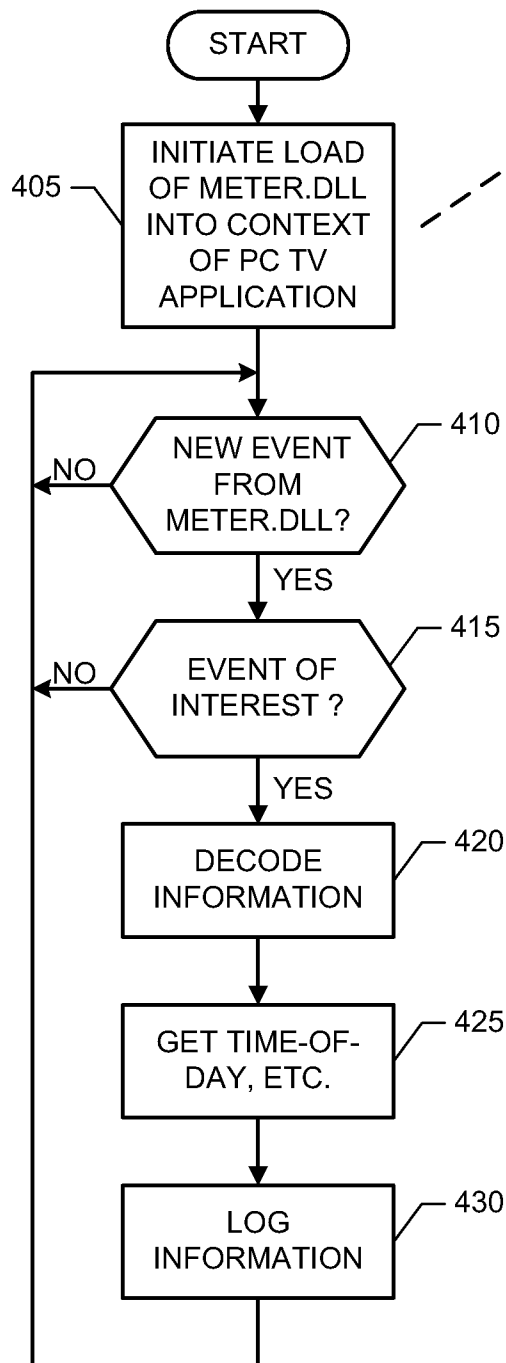 START
INITIATE LOAD
OF METER.DLL
INTO CONTEXT
OF PC TV
APPLICATION
405
NEW EVENT
FROM
METER.DLL?
410
NO
YES
EVENT OF
INTEREST ?
415
NO
YES
DECODE
INFORMATION
420
GET TIME-OF-
DAY, ETC.
425
LOG
INFORMATION
430